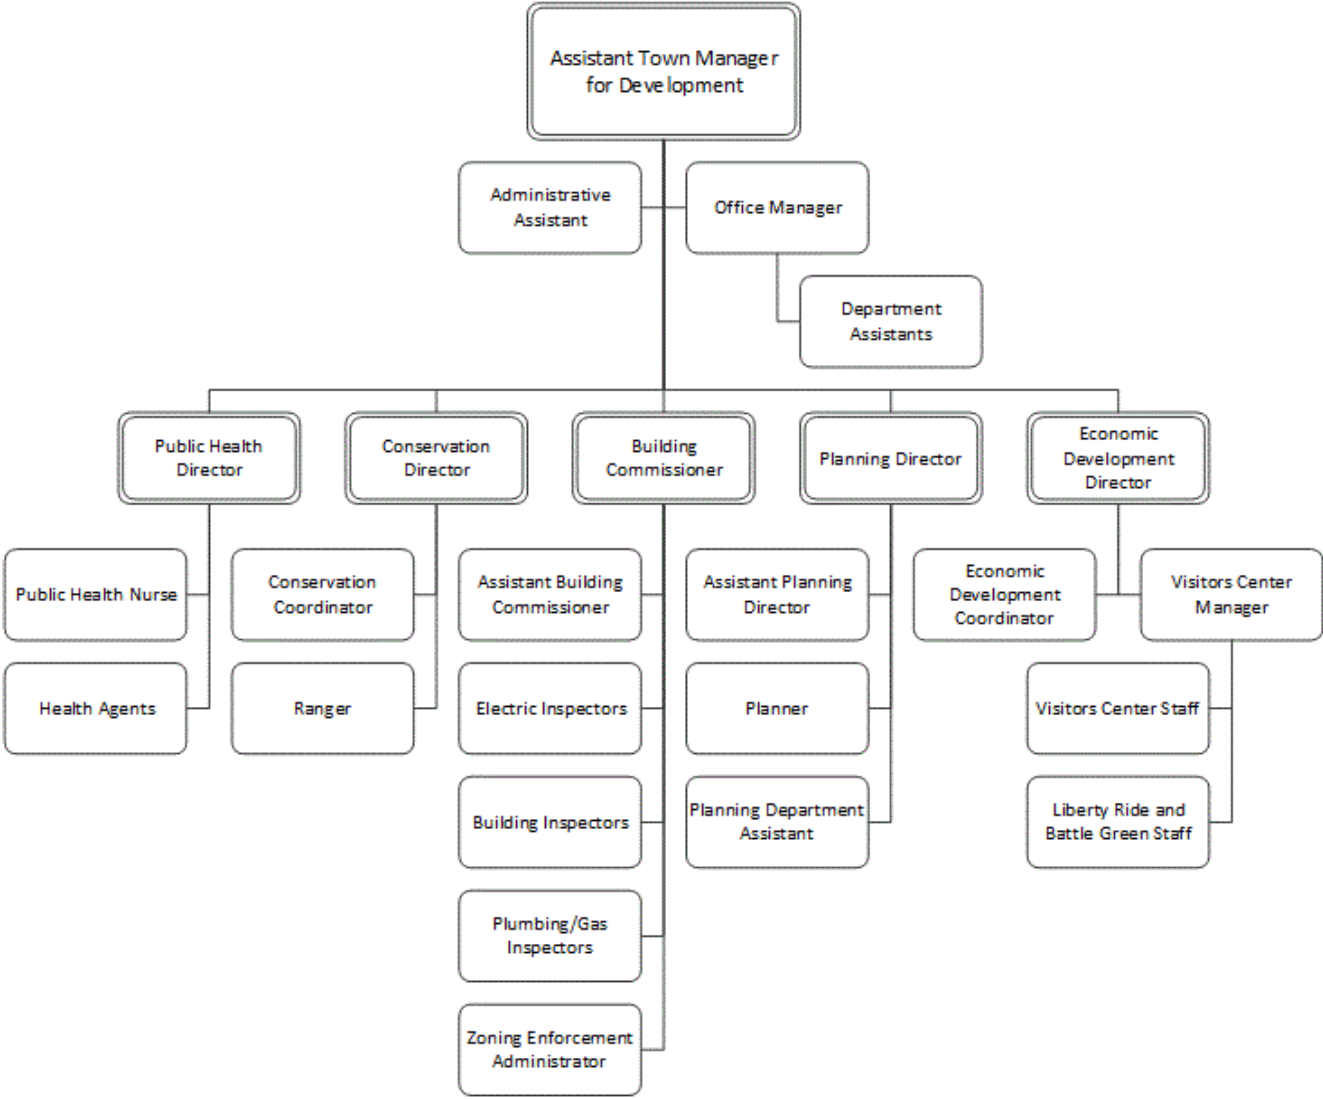 Assistant Town Manager
for Development
Administrative
Assistant
Office Manager
Department
Assistants
Public Health
Director
Conservation
Director
Building
Commissioner
Planning Director
Economic
Development
Director
Public Health Nurse
Conservation
Coordinator
Assistant Building
Commissioner
Assistant Planning
Director
Economic
Development
Coordinator
Visitors Center
Manager
Health Agents
Ranger
Electric Inspectors
Planner
Visitors Center Staff
Building Inspectors
Planning Department
Assistant
Liberty Ride and
Battle Green Staff
Plumbing/Gas
Inspectors
Zoning Enforcement
Administrator